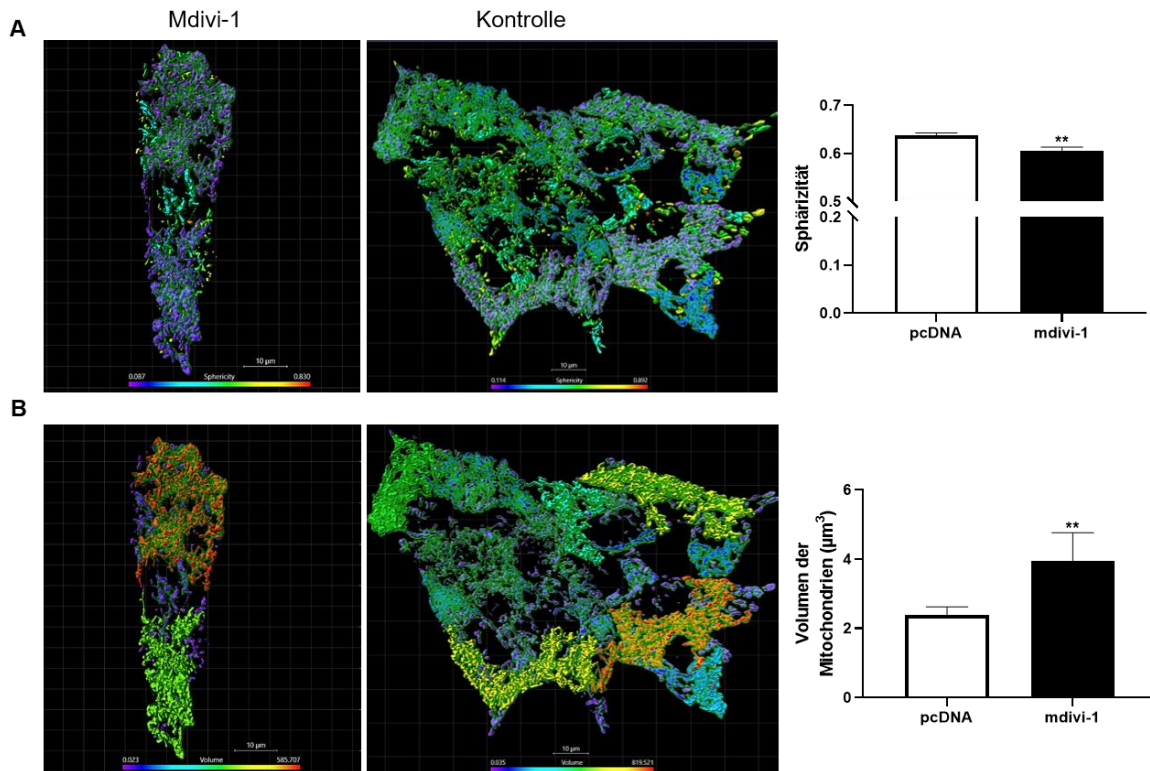 Mdivi-1
Kontrolle
A
10 µm
0.087 Sphericity 0.830
10 µm
0.114 Sphericity 0.892
Sphärizität
0.7
0.6
0.5
0.2
0.1
0.0
**
pcDNA
mdivi-1
B
10 µm
0.023 Volume 585.707
10 µm
0.035 Volume 819.521
Volumen der
Mitochondrien (µm³)
6
4
2
0
**
pcDNA
mdivi-1